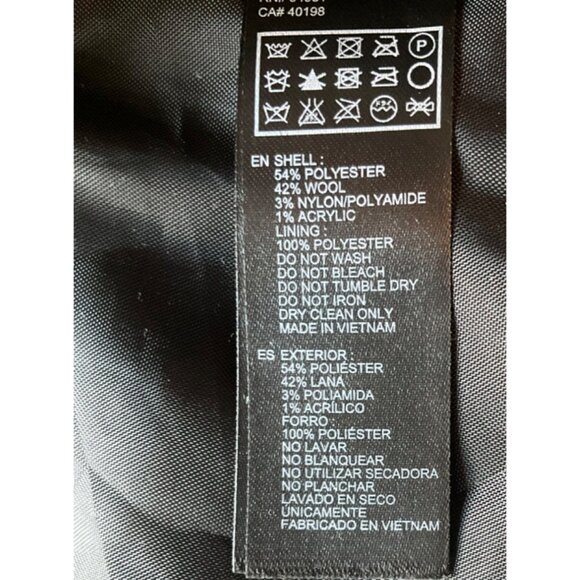 CA# 40198
P
EN SHELL :
54% POLYESTER
42% WOOL
3% NYLON/POLYAMIDE
1% ACRYLIC
LINING :
100% POLYESTER
DO NOT WASH
DO NOT BLEACH
DO NOT TUMBLE DRY
DO NOT IRON
DRY CLEAN ONLY
MADE IN VIETNAM
ES EXTERIOR :
54% POLIÉSTER
42% LANA
3% POLIAMIDA
1% ACRÍLICO
FORRO :
100% POLIÉSTER
NO LAVAR
NO BLANQUEAR
NO UTILIZAR SECADORA
NO PLANCHAR
LAVADO EN SECO
ÚNICAMENTE
FABRICADO EN VIETNAM